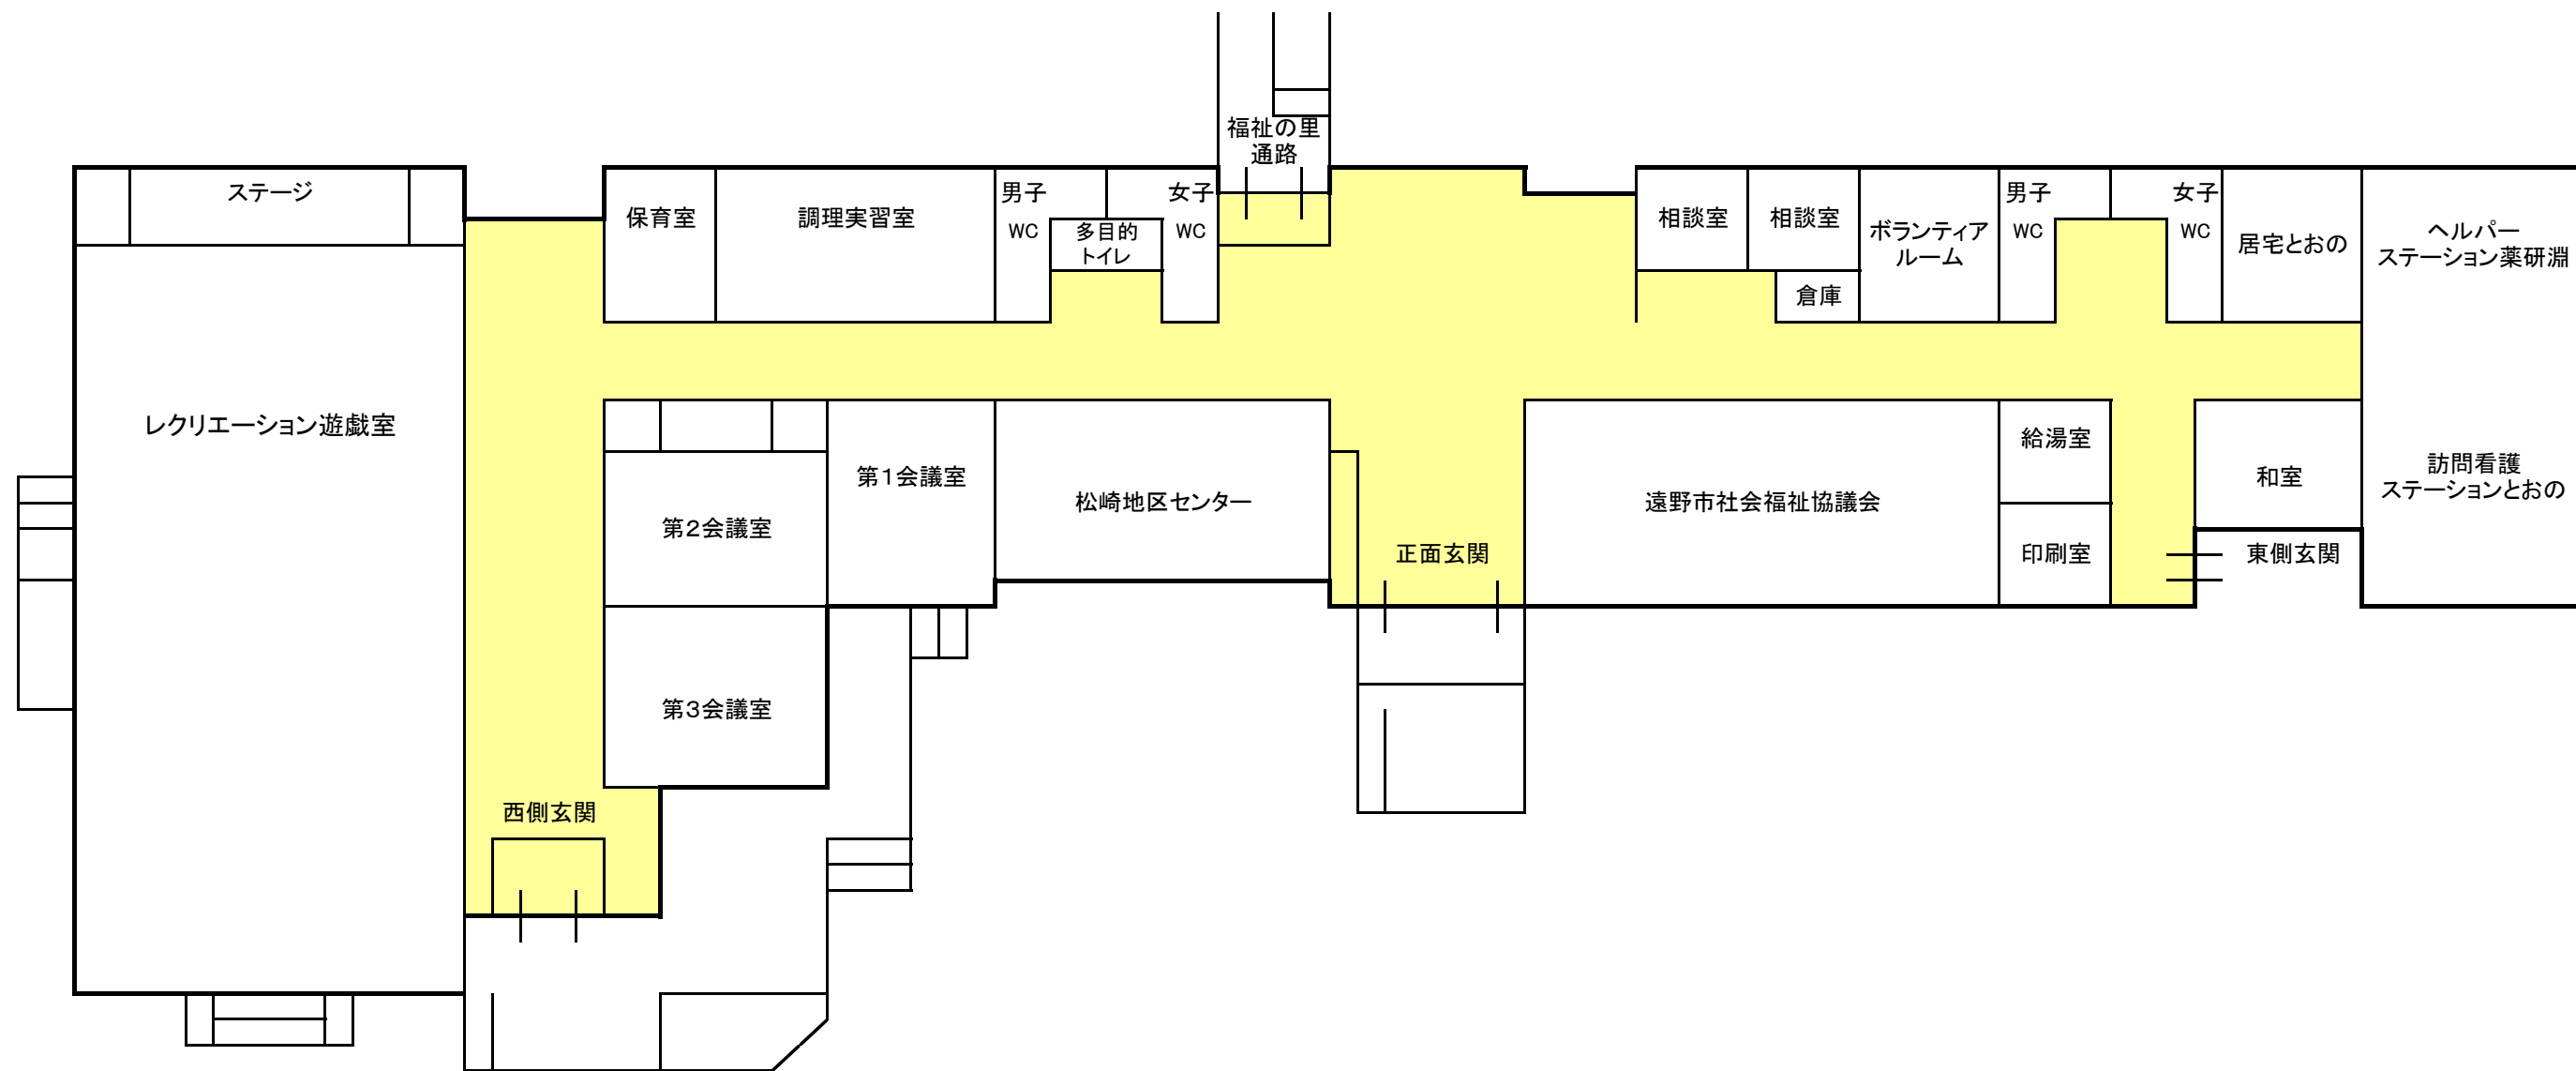 福祉の里
通路
ステージ
保育室
調理実習室
男子
WC
多目的
トイレ
女子
WC
相談室
相談室
倉庫
ボランティア
ルーム
男子
WC
女子
WC
居宅とおの
ヘルパー
ステーション薬研淵
レクリエーション遊戯室
第2会議室
第1会議室
松崎地区センター
正面玄関
遠野市社会福祉協議会
給湯室
印刷室
和室
東側玄関
訪問看護
ステーションとおの
第3会議室
西側玄関